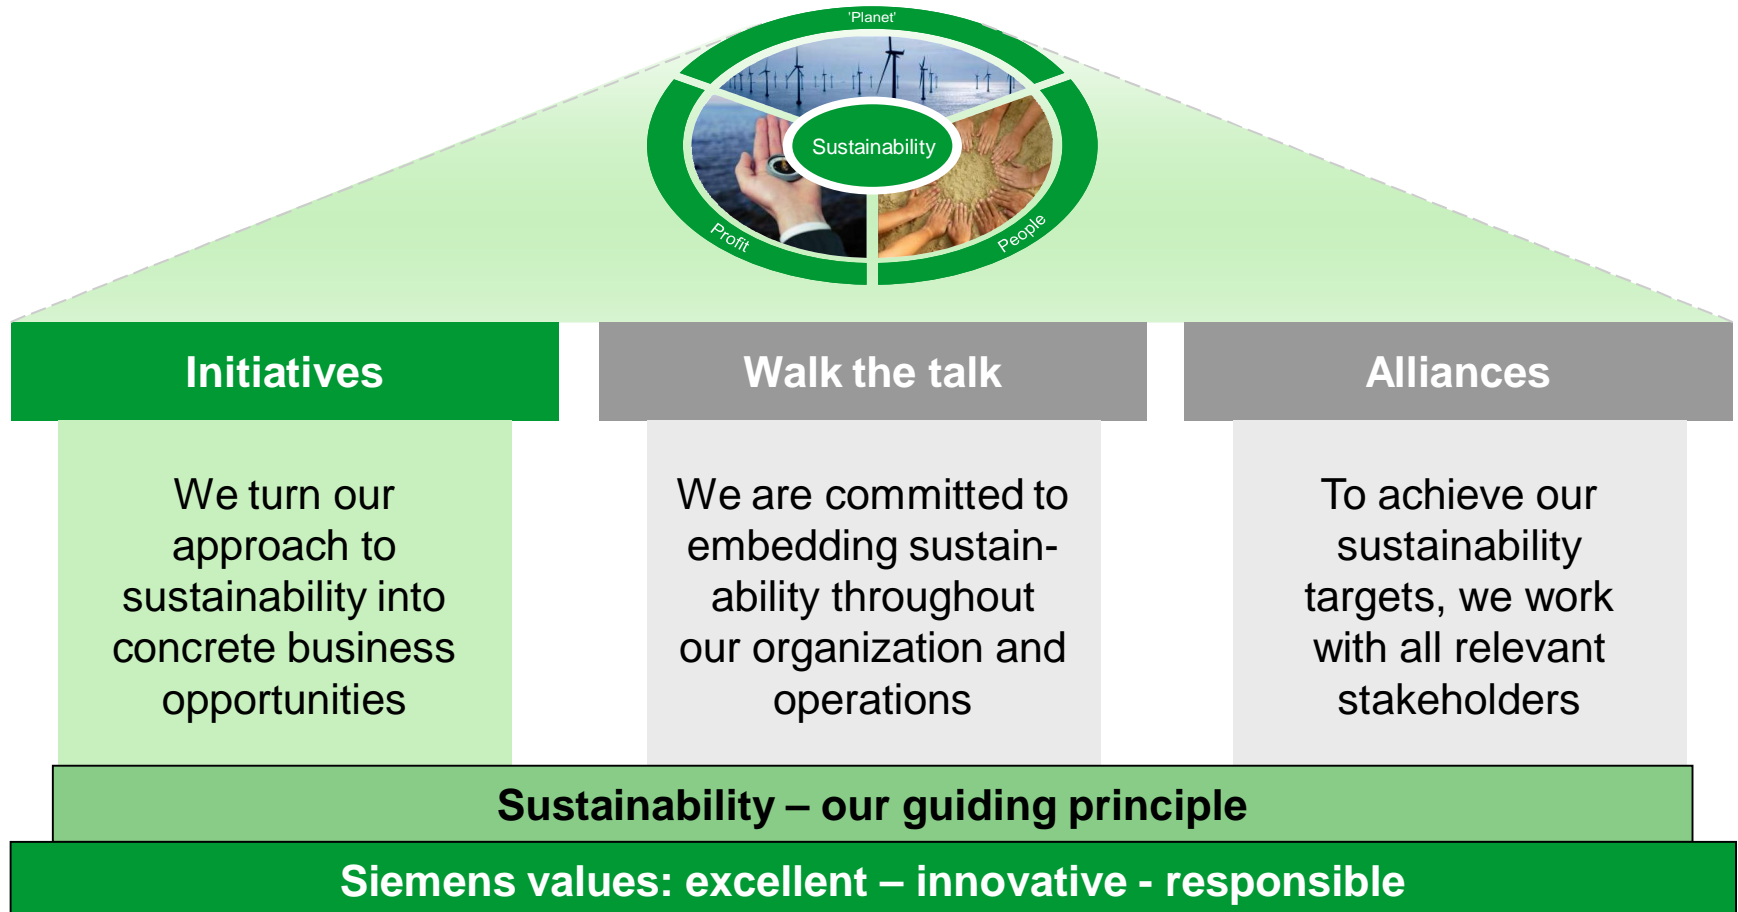 'Planet'
Sustainability
Profit
People
Initiatives
Walk the talk
Alliances
We turn our
approach to
sustainability into
concrete business
opportunities
We are committed to
embedding sustain-
ability throughout
our organization and
operations
To achieve our
sustainability
targets, we work
with all relevant
stakeholders
Sustainability – our guiding principle
Siemens values: excellent – innovative - responsible